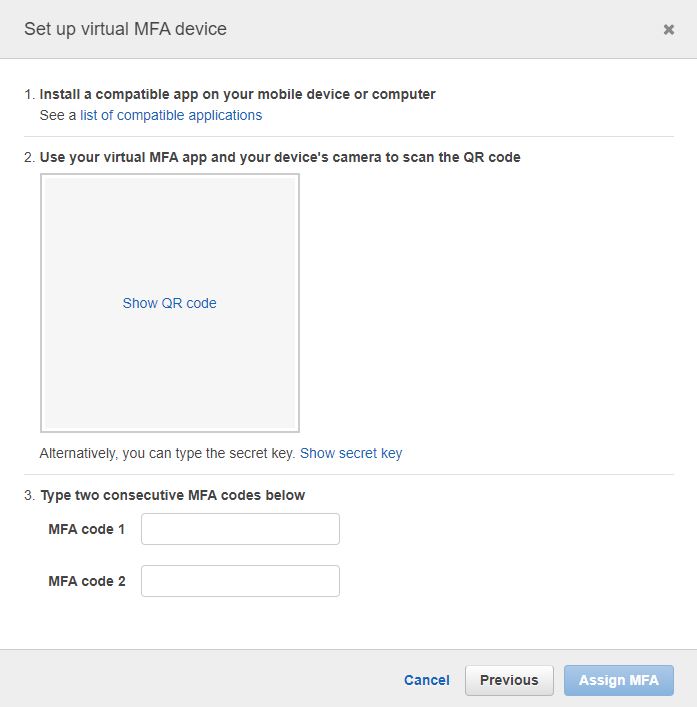 Set up virtual MFA device
1. Install a compatible app on your mobile device or computer
See a list of compatible applications
2. Use your virtual MFA app and your device's camera to scan the QR code
Show QR code
Alternatively, you can type the secret key. Show secret key
3. Type two consecutive MFA codes below
MFA code 1
MFA code 2
Cancel Previous Assign MFA